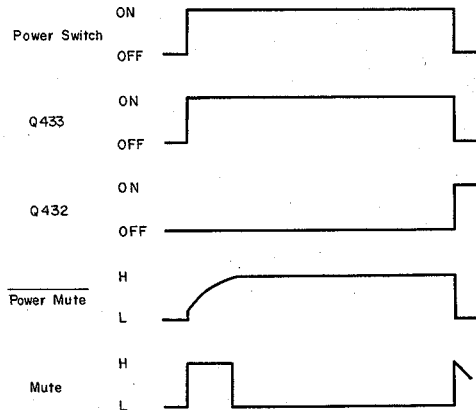 ON
Power Switch
OFF
ON
Q433
OFF
ON
Q432
OFF
H
Power Mute
L
H
Mute
L